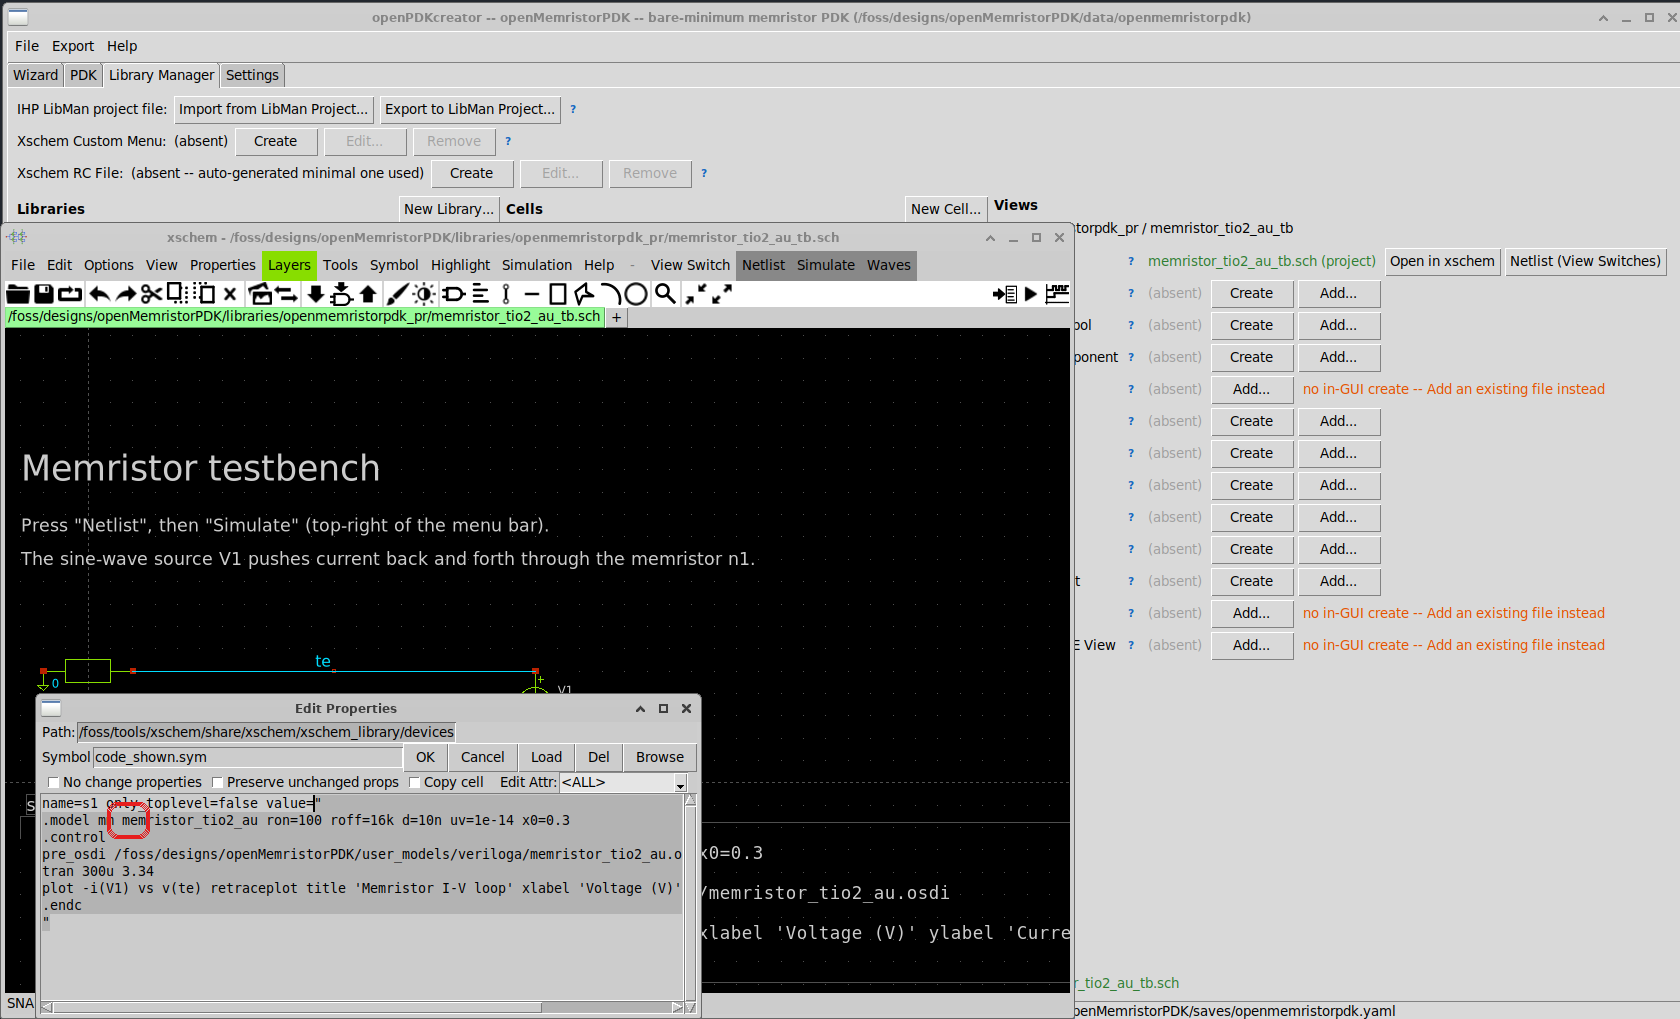 openPDKcreator -- openMemristorPDK -- bare-minimum memristor PDK (/foss/designs/openMemristorPDK/data/openmemristorpdk)
File Export Help
Wizard PDK Library Manager Settings
IHP LibMan project file: Import from LibMan Project... Export to LibMan Project... ?
Xschem Custom Menu: (absent) Create Edit... Remove ?
Xschem RC File: (absent -- auto-generated minimal one used) Create Edit... Remove ?
Libraries New Library... Cells New Cell... Views
torpdk_pr / memristor_tio2_au_tb
xschem - /foss/designs/openMemristorPDK/libraries/openmemristorpdk_pr/memristor_tio2_au_tb.sch
File Edit Options View Properties Layers Tools Symbol Highlight Simulation Help - View Switch Netlist Simulate Waves
/foss/designs/openMemristorPDK/libraries/openmemristorpdk_pr/memristor_tio2_au_tb.sch +
? memristor_tio2_au_tb.sch (project) Open in xschem Netlist (View Switches)
? (absent) Create Add...
ool ? (absent) Create Add...
ponent ? (absent) Create Add...
? (absent) Add... no in-GUI create -- Add an existing file instead
? (absent) Create Add...
? (absent) Create Add...
? (absent) Create Add...
? (absent) Create Add...
? (absent) Create Add...
t ? (absent) Create Add...
? (absent) Add... no in-GUI create -- Add an existing file instead
E View ? (absent) Add... no in-GUI create -- Add an existing file instead
Memristor testbench
Press "Netlist", then "Simulate" (top-right of the menu bar).
The sine-wave source V1 pushes current back and forth through the memristor n1.
te
0
+
V1
Edit Properties
Path: /foss/tools/xschem/share/xschem/xschem_library/devices
Symbol code_shown.sym OK Cancel Load Del Browse
No change properties Preserve unchanged props Copy cell Edit Attr: <ALL>
name=s1 only_toplevel=false value="
.model mn memristor_tio2_au ron=100 roff=16k d=10n uv=1e-14 x0=0.3
.control
pre_osdi /foss/designs/openMemristorPDK/user_models/veriloga/memristor_tio2_au.o
tran 300u 3.34
plot -i(V1) vs v(te) retraceplot title 'Memristor I-V loop' xlabel 'Voltage (V)'
.endc
"
s
x0=0.3
/memristor_tio2_au.osdi
xlabel 'Voltage (V)' ylabel 'Curre
SNA
r_tio2_au_tb.sch
penMemristorPDK/saves/openmemristorpdk.yaml